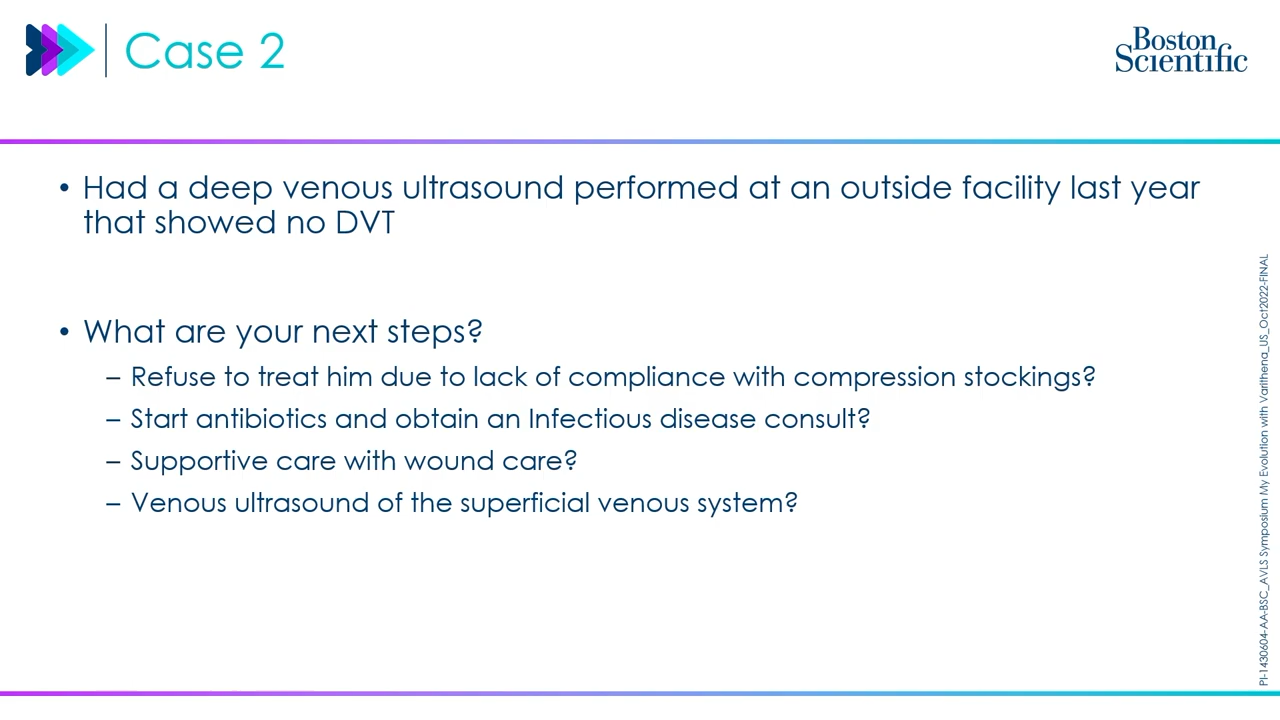 Case 2
Boston
Scientific
• Had a deep venous ultrasound performed at an outside facility last year
that showed no DVT
• What are your next steps?
– Refuse to treat him due to lack of compliance with compression stockings?
– Start antibiotics and obtain an Infectious disease consult?
– Supportive care with wound care?
– Venous ultrasound of the superficial venous system?
PI-1430604-AA-BSC_AVLS Symposium My Evolution with Varithena_US_Oct2022-FINAL